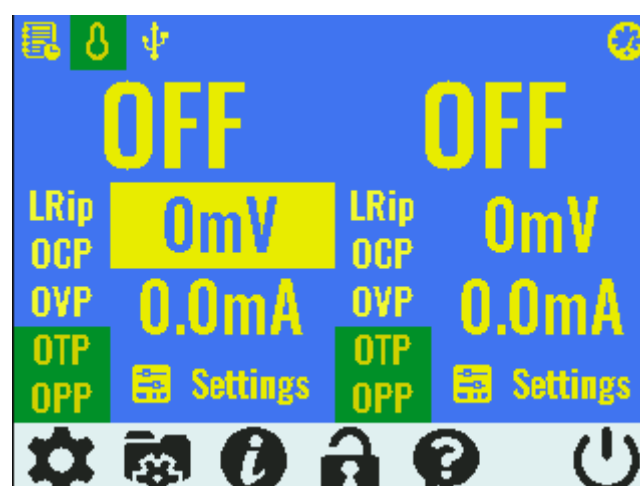 OFF OFF
LRip 0mV LRip 0mV
OCP OCP
OVP 0.0mA OVP 0.0mA
OTP OTP
OPP Settings OPP Settings